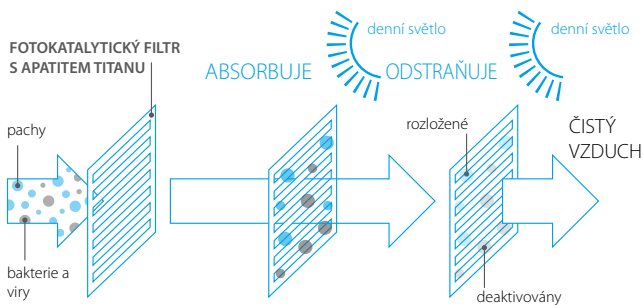 denní světlo
denní světlo
FOTOKATALYTICKÝ FILTR
S APATITEM TITANU
ABSORBUJE
ODSTRAŇUJE
pachy
rozložené
ČISTÝ
VZDUCH
bakterie a
viry
deaktivovány